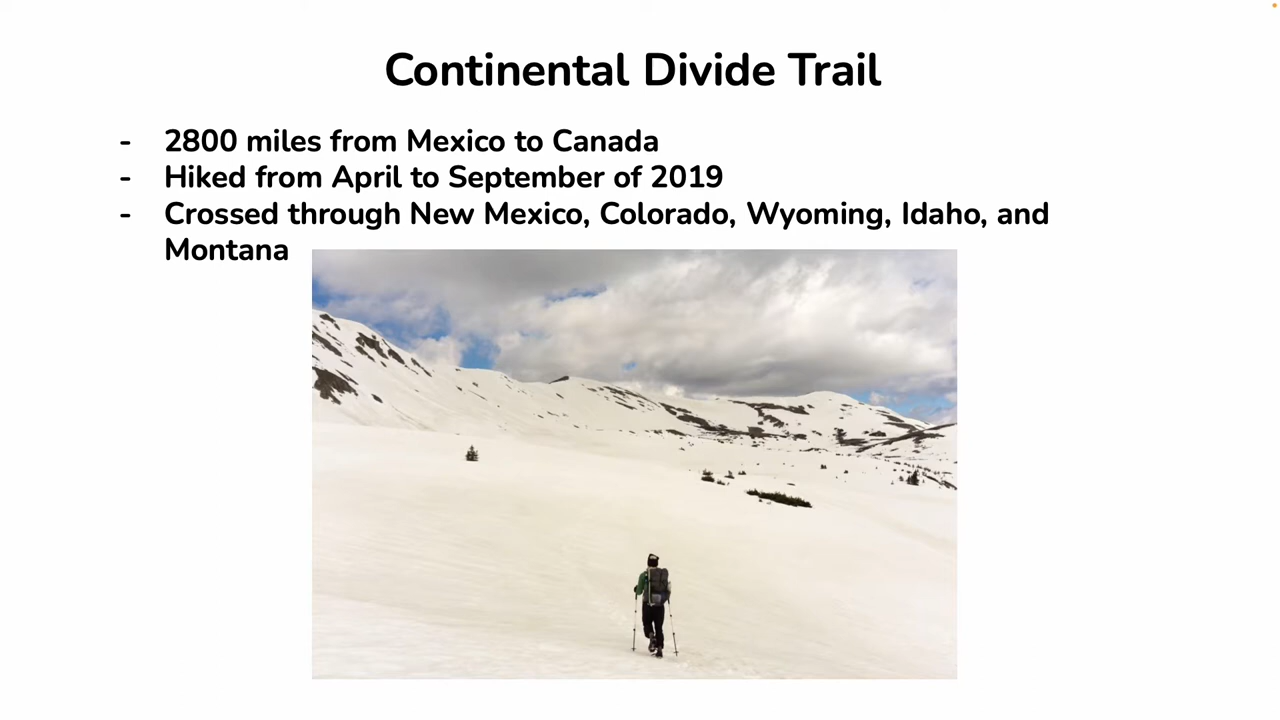 Continental Divide Trail
- 2800 miles from Mexico to Canada
- Hiked from April to September of 2019
- Crossed through New Mexico, Colorado, Wyoming, Idaho, and
Montana